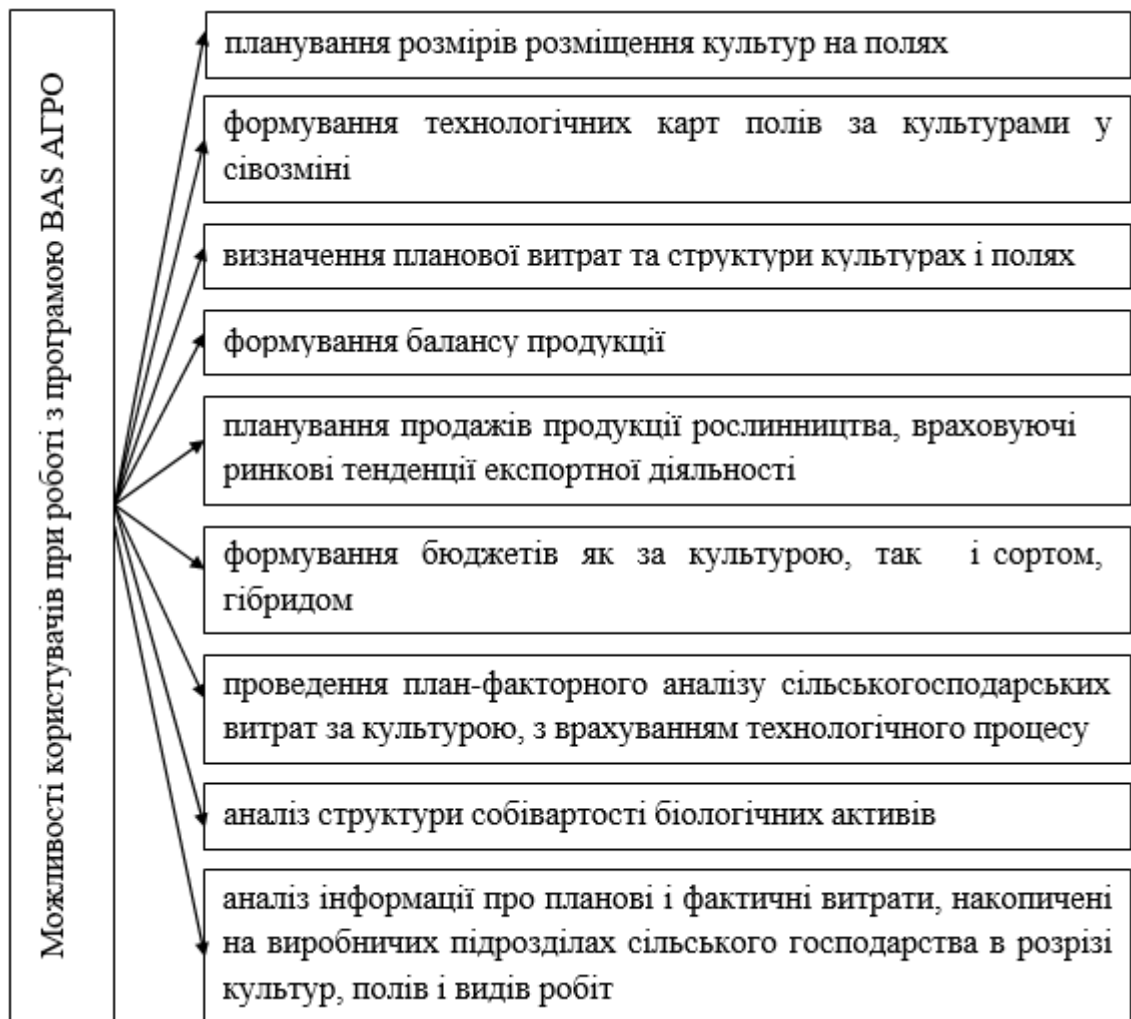 Можливості користувачів при роботі з програмою BAS АГРО
планування розмірів розміщення культур на полях
формування технологічних карт полів за культурами у
сівозміні
визначення планової витрат та структури культурах і полях
формування балансу продукції
планування продажів продукції рослинництва, враховуючі
ринкові тенденції експортної діяльності
формування бюджетів як за культурою, так і сортом,
гібридом
проведення план-факторного аналізу сільськогосподарських
витрат за культурою, з врахуванням технологічного процесу
аналіз структури собівартості біологічних активів
аналіз інформації про планові і фактичні витрати, накопичені
на виробничих підрозділах сільського господарства в розрізі
культур, полів і видів робіт